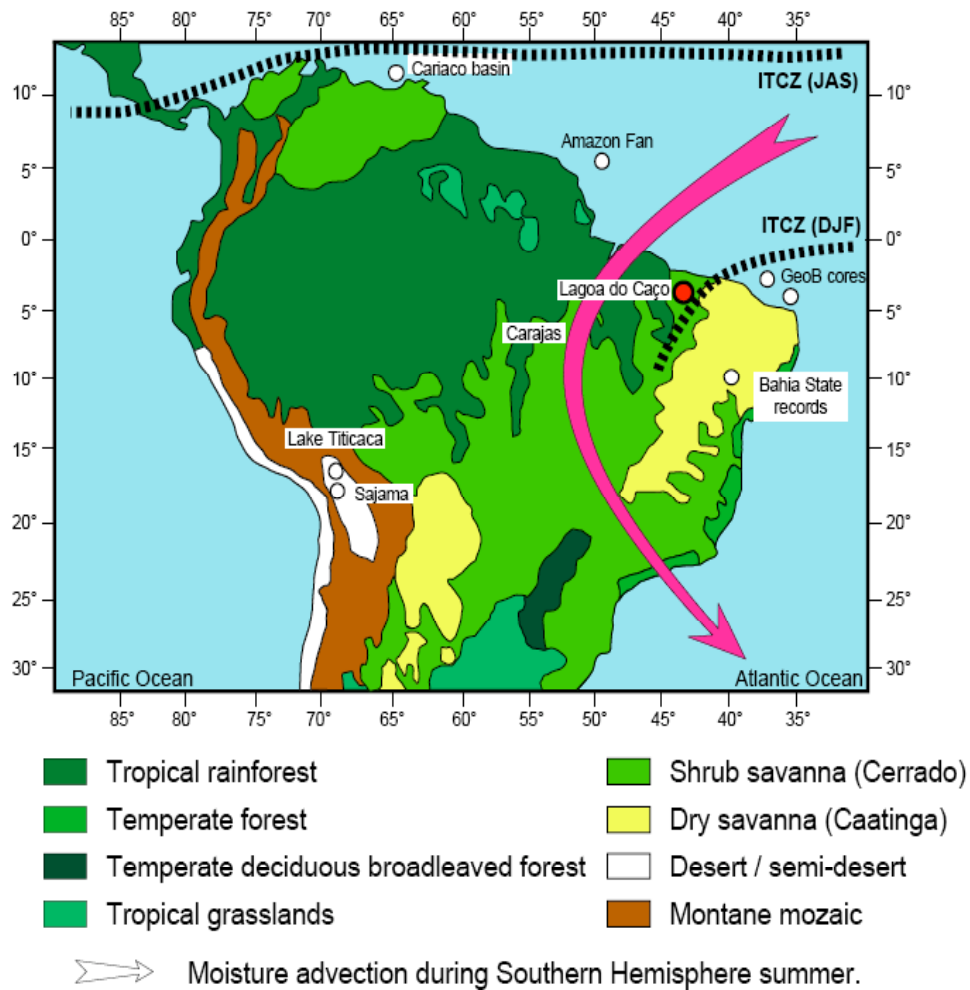 85° 80° 75° 70° 65° 60° 55° 50° 45° 40° 35°
Cariaco basin
ITCZ (JAS)
10° 10°
Amazon Fan
5° 5°
ITCZ (DJF)
0° 0°
GeoB cores
Lagoa do Caço
5° 5°
Carajas
10° 10°
Bahia State
records
Lake Titicaca
15° 15°
Sajama
20° 20°
25° 25°
30° 30°
Pacific Ocean Atlantic Ocean
85° 80° 75° 70° 65° 60° 55° 50° 45° 40° 35°
Tropical rainforest Shrub savanna (Cerrado)
Temperate forest Dry savanna (Caatinga)
Temperate deciduous broadleaved forest Desert / semi-desert
Tropical grasslands Montane mozaic
Moisture advection during Southern Hemisphere summer.